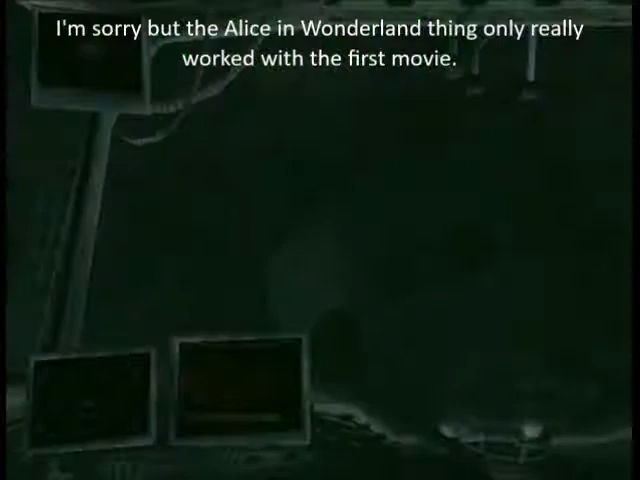 I'm sorry but the Alice in Wonderland thing only really
worked with the first movie.